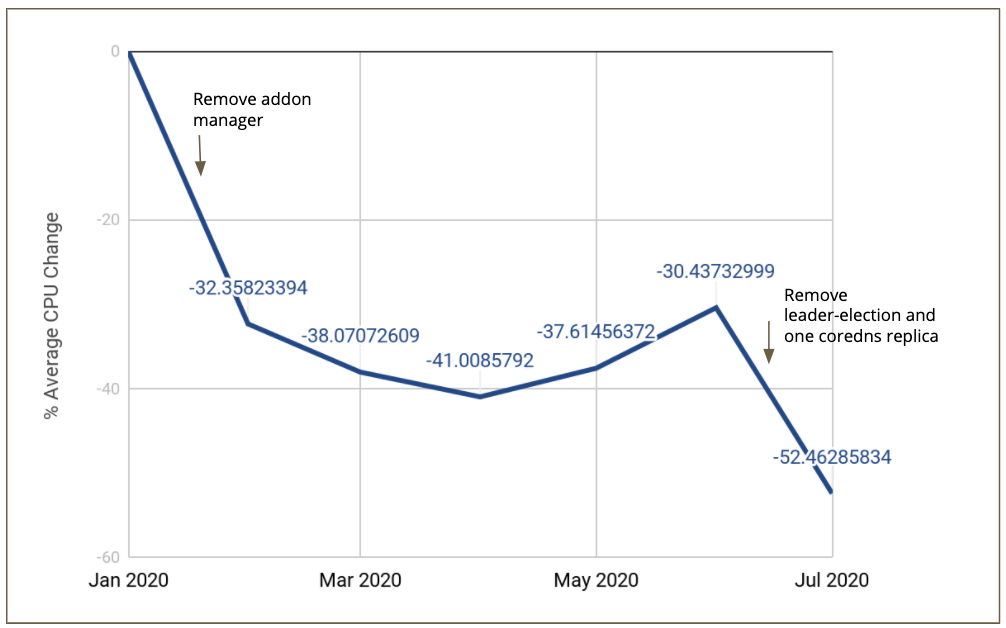 0
Remove addon
manager
-20
% Average CPU Change
-32.35823394
-38.07072609
-41.0085792
-37.61456372
-30.43732999
Remove
leader-election and
one coredns replica
-40
-52.46285834
-60
Jan 2020
Mar 2020
May 2020
Jul 2020